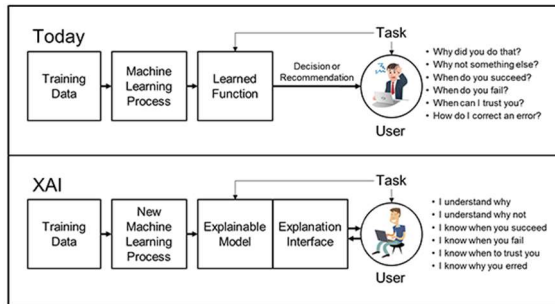 Today
Task
Training
Data
Machine
Learning
Process
Learned
Function
Decision or
Recommendation
User
• Why did you do that?
• Why not something else?
• When do you succeed?
• When do you fail?
• When can I trust you?
• How do I correct an error?
XAI
Task
Training
Data
New
Machine
Learning
Process
Explainable
Model
Explanation
Interface
User
• I understand why
• I understand why not
• I know when you succeed
• I know when you fail
• I know when to trust you
• I know why you erred